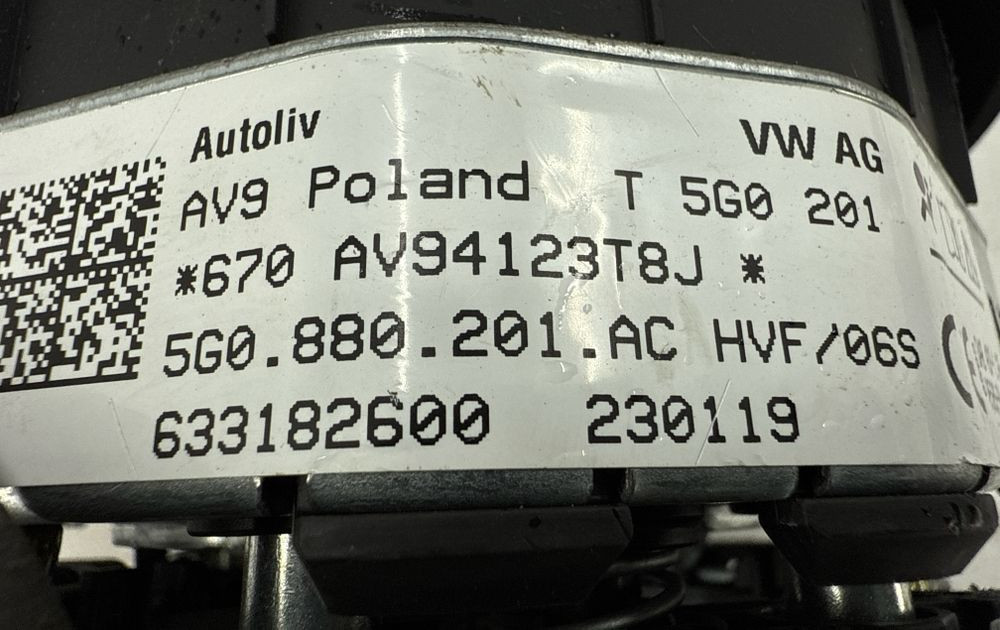 Autoliv VW AG
AV9 Poland T 5G0 201
*670 AV94123T8J *
5G0.880.201.AC HVF/06S
633182600 230119